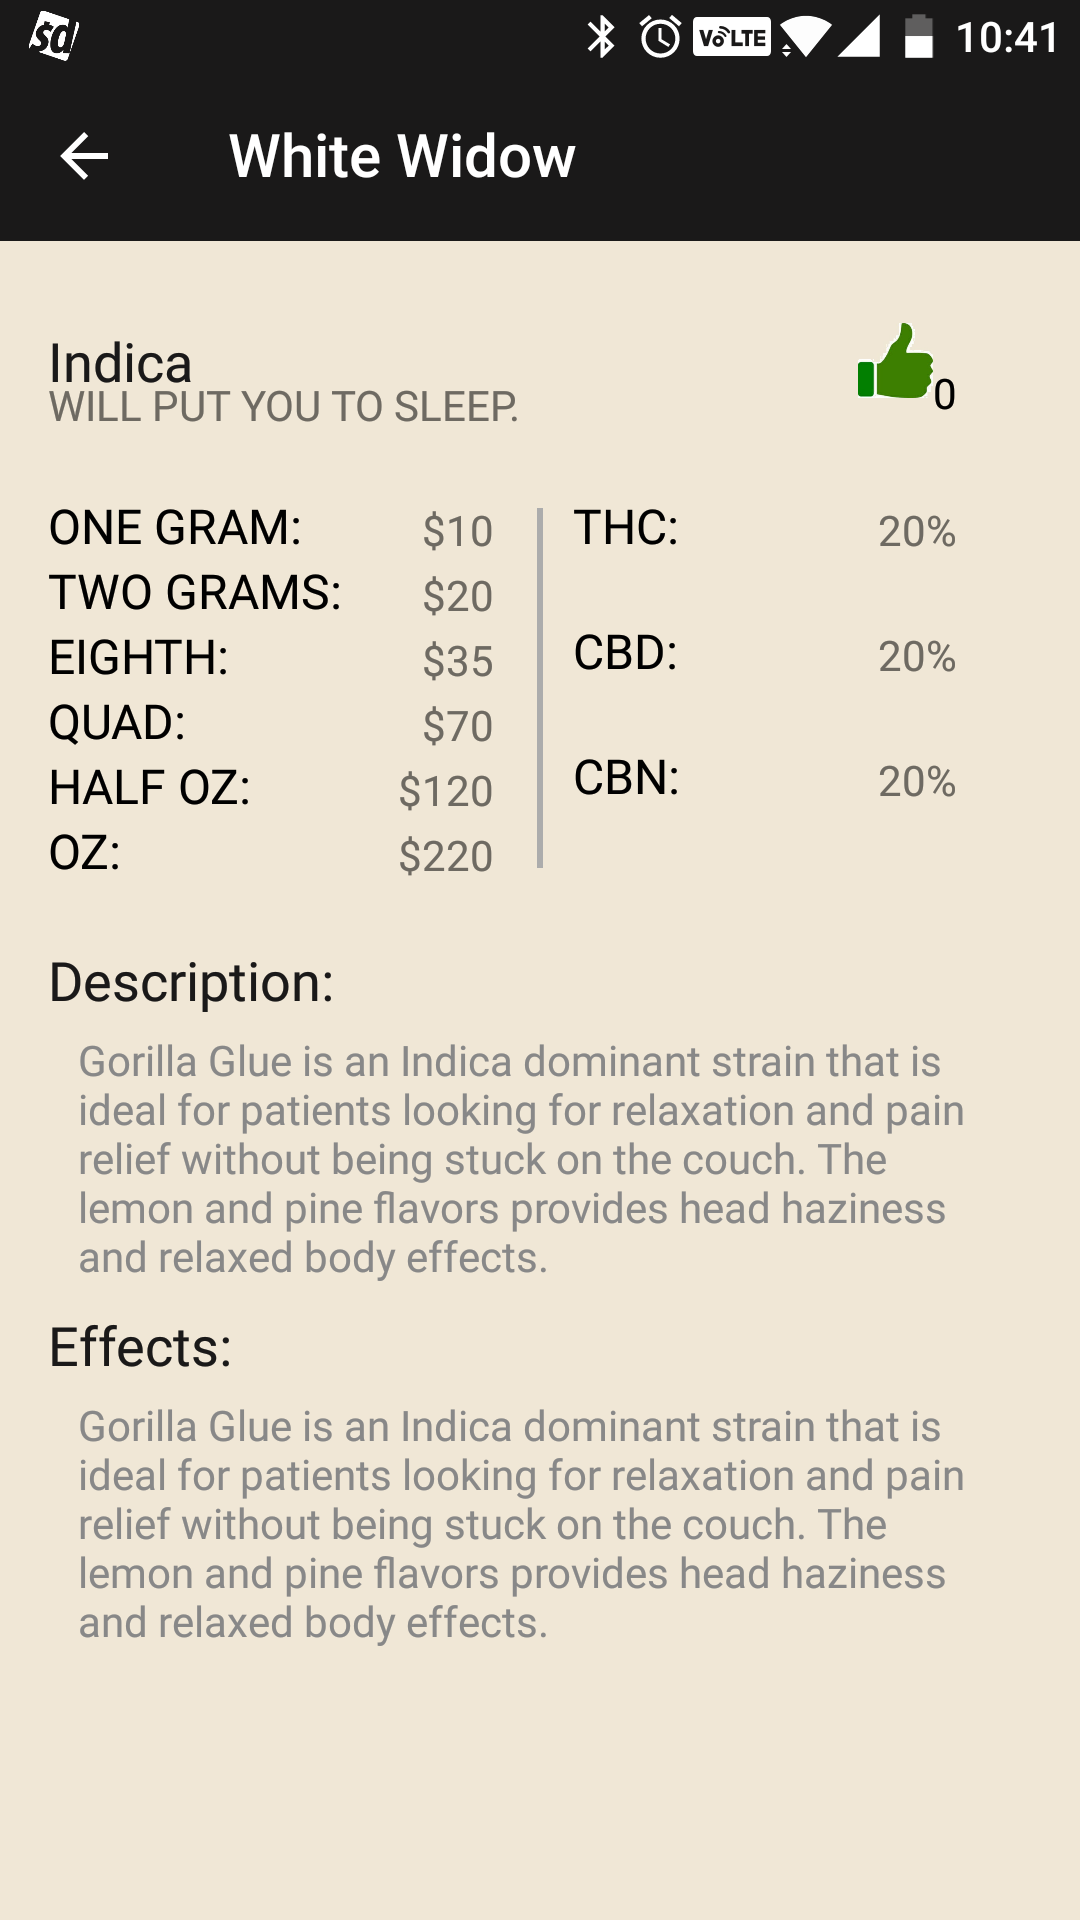 sd VoLTE 10:41
White Widow
Indica
WILL PUT YOU TO SLEEP.
0
ONE GRAM: $10 THC: 20%
TWO GRAMS: $20
EIGHTH: $35 CBD: 20%
QUAD: $70
HALF OZ: $120 CBN: 20%
OZ: $220
Description:
Gorilla Glue is an Indica dominant strain that is
ideal for patients looking for relaxation and pain
relief without being stuck on the couch. The
lemon and pine flavors provides head haziness
and relaxed body effects.
Effects:
Gorilla Glue is an Indica dominant strain that is
ideal for patients looking for relaxation and pain
relief without being stuck on the couch. The
lemon and pine flavors provides head haziness
and relaxed body effects.